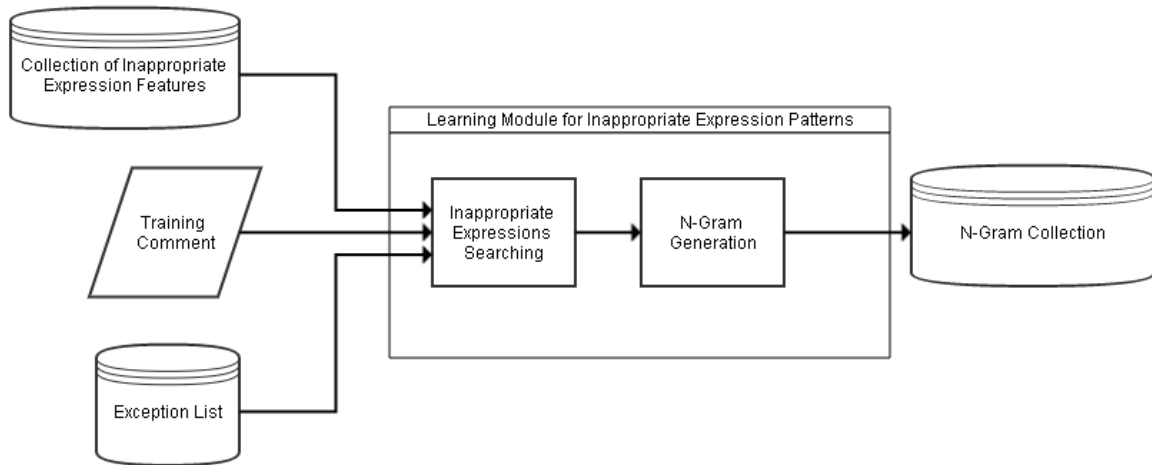 Collection of Inappropriate
Expression Features
Learning Module for Inappropriate Expression Patterns
Training
Comment
Inappropriate
Expressions
Searching
N-Gram
Generation
N-Gram Collection
Exception List